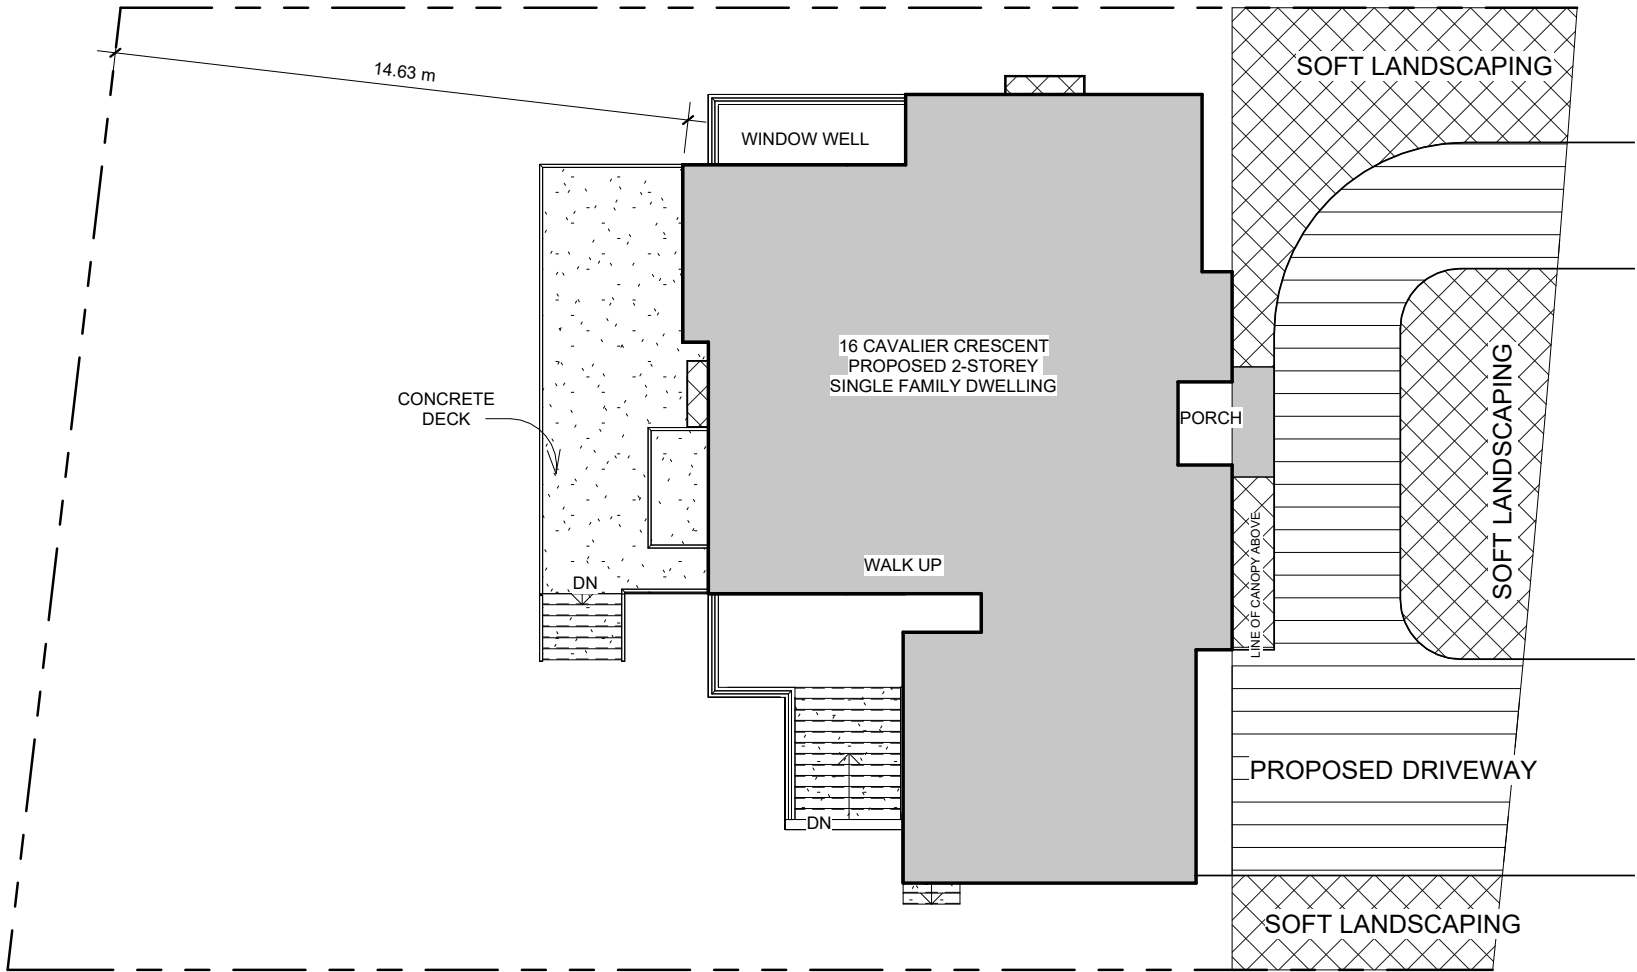 SOFT LANDSCAPING
14.63 m
WINDOW WELL
16 CAVALIER CRESCENT
PROPOSED 2-STOREY
SINGLE FAMILY DWELLING
CONCRETE
DECK
PORCH
SOFT LANDSCAPING
LINE OF CANOPY ABOVE
WALK UP
DN
PROPOSED DRIVEWAY
DN
SOFT LANDSCAPING